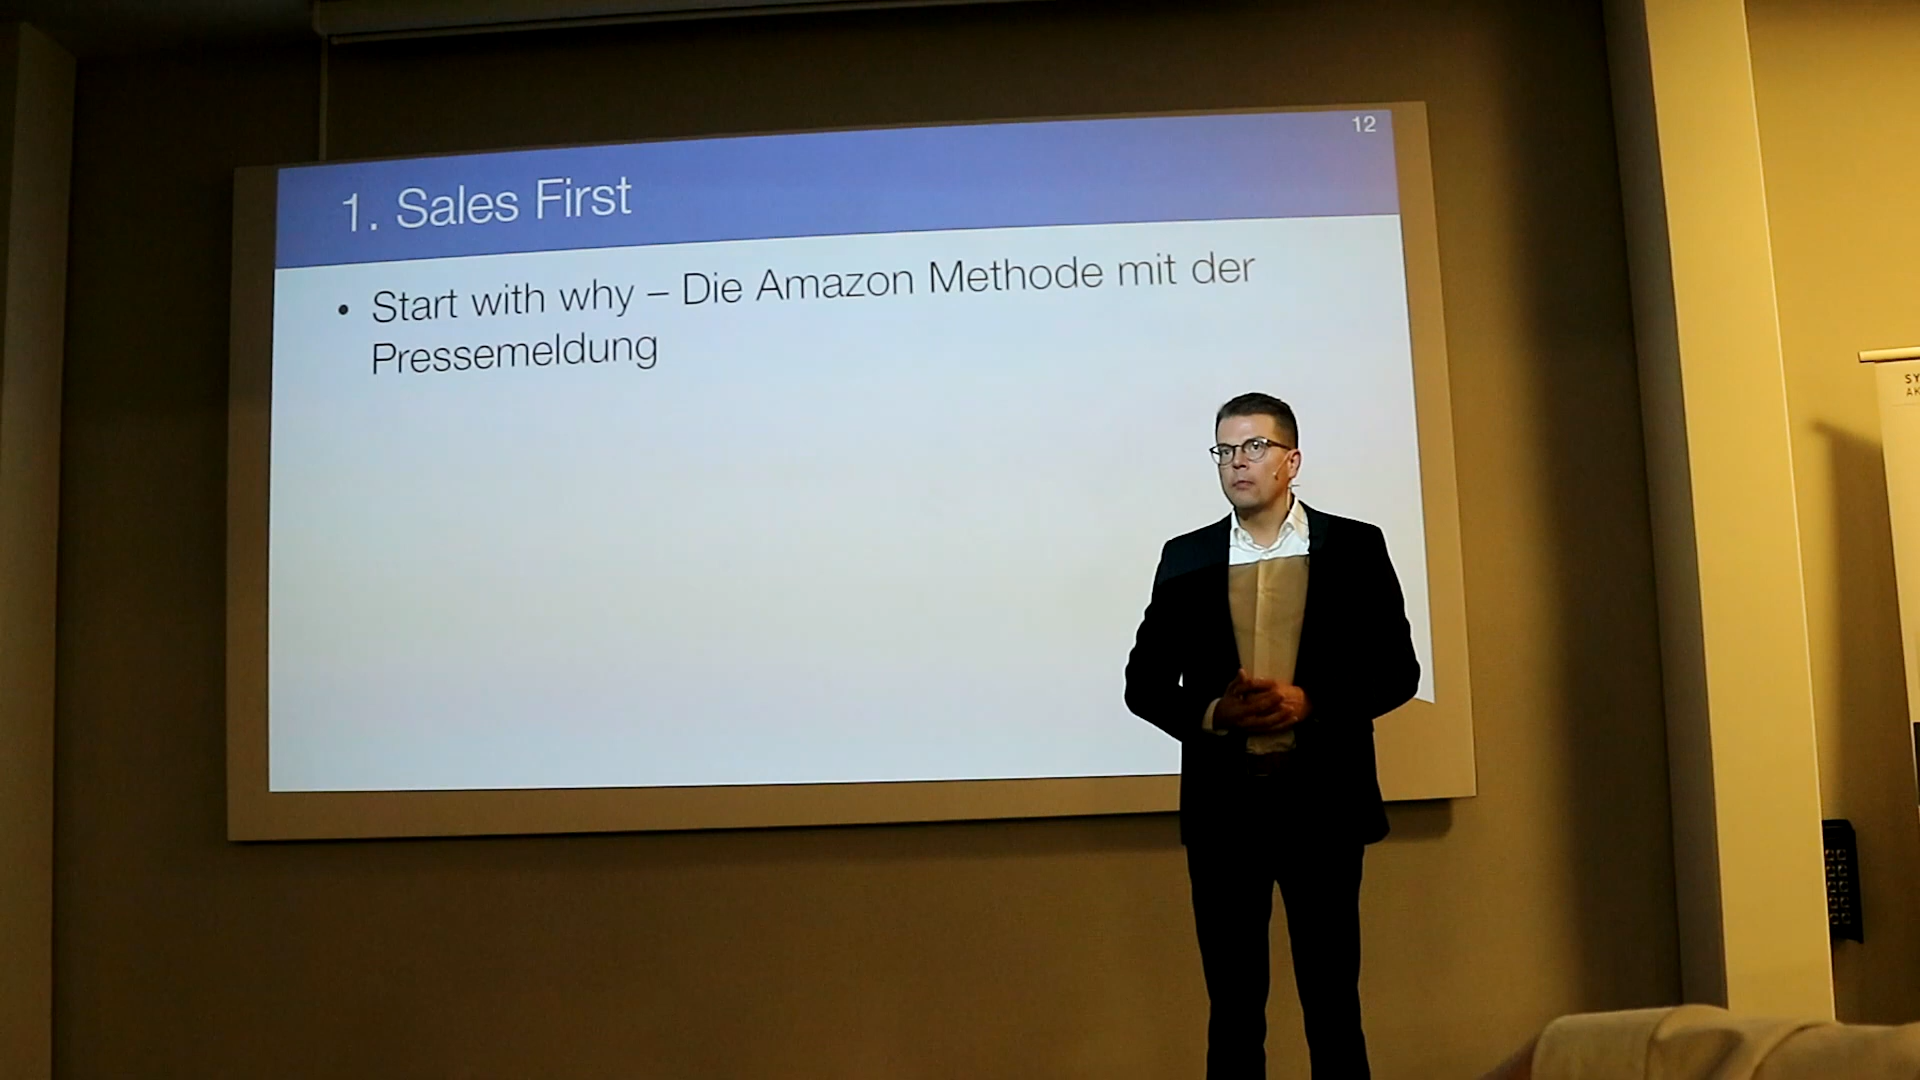 12
1. Sales First
• Start with why – Die Amazon Methode mit der
Pressemeldung